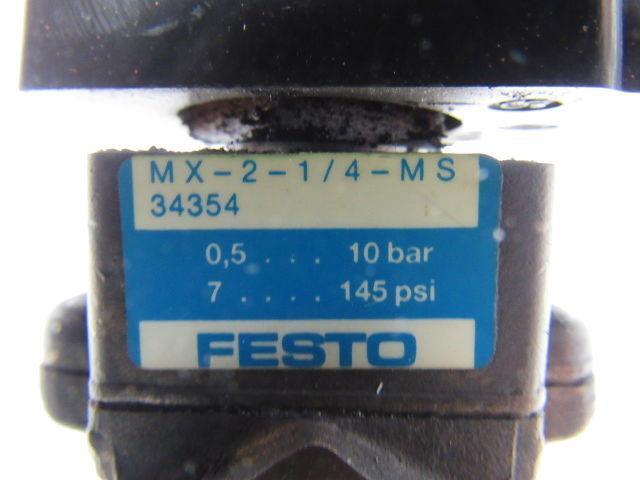 MX-2-1/4-MS
34354
0,5 . . . 10 bar
7 . . . . 145 psi
FESTO